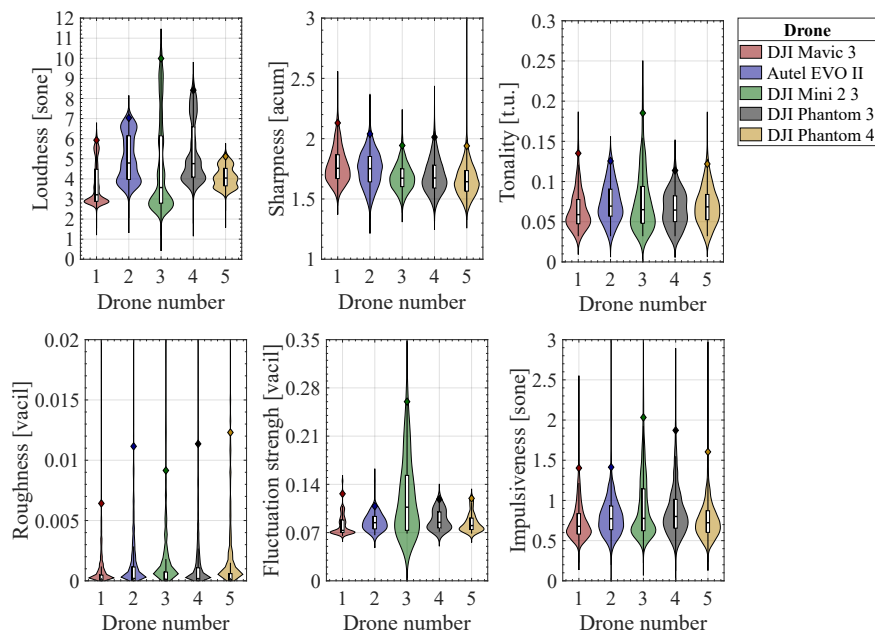 12
11
10
9
8
7
6
5
4
3
2
1
0
Loudness [sone]
1 2 3 4 5
Drone number
3
2.5
2
1.5
1
Sharpness [acum]
1 2 3 4 5
Drone number
0.3
0.25
0.2
0.15
0.1
0.05
0
Tonality [t.u.]
1 2 3 4 5
Drone number
Drone
DJI Mavic 3
Autel EVO II
DJI Mini 2 3
DJI Phantom 3
DJI Phantom 4
0.02
0.015
0.01
0.005
0
Roughness [vacil]
1 2 3 4 5
Drone number
0.35
0.28
0.21
0.14
0.07
0
Fluctuation strengh [vacil]
1 2 3 4 5
Drone number
3
2.5
2
1.5
1
0.5
0
Impulsiveness [sone]
1 2 3 4 5
Drone number